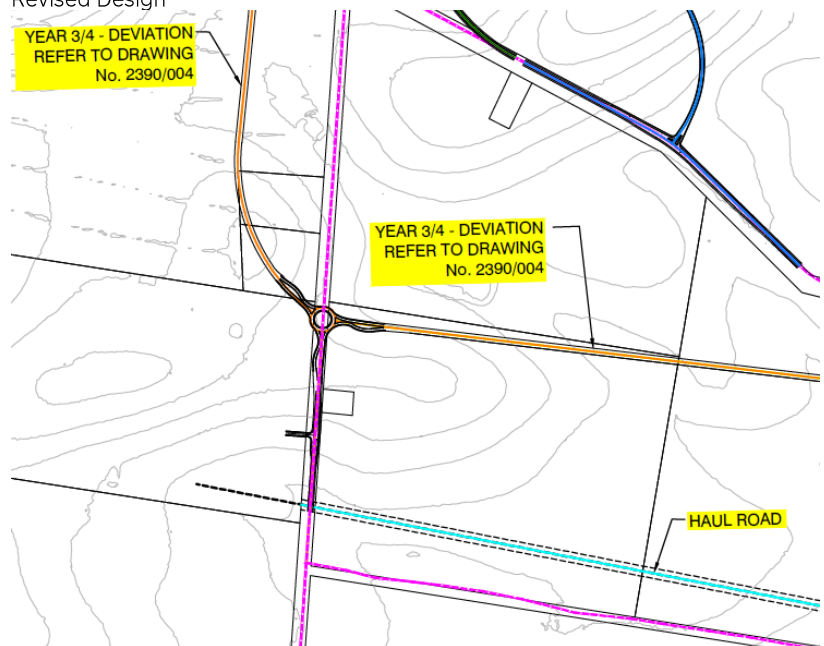 Revised Design
YEAR 3/4 - DEVIATION
REFER TO DRAWING
No. 2390/004
YEAR 3/4 - DEVIATION
REFER TO DRAWING
No. 2390/004
HAUL ROAD